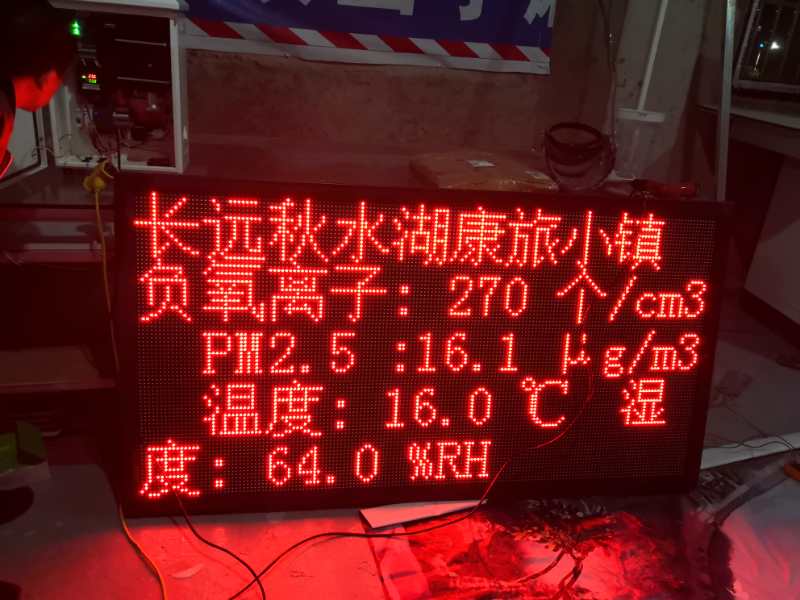 长远秋水湖康旅小镇
负氧离子: 270 个/cm3
PM2.5 :16.1 μg/m3
温度: 16.0 ℃ 湿
度: 64.0 %RH